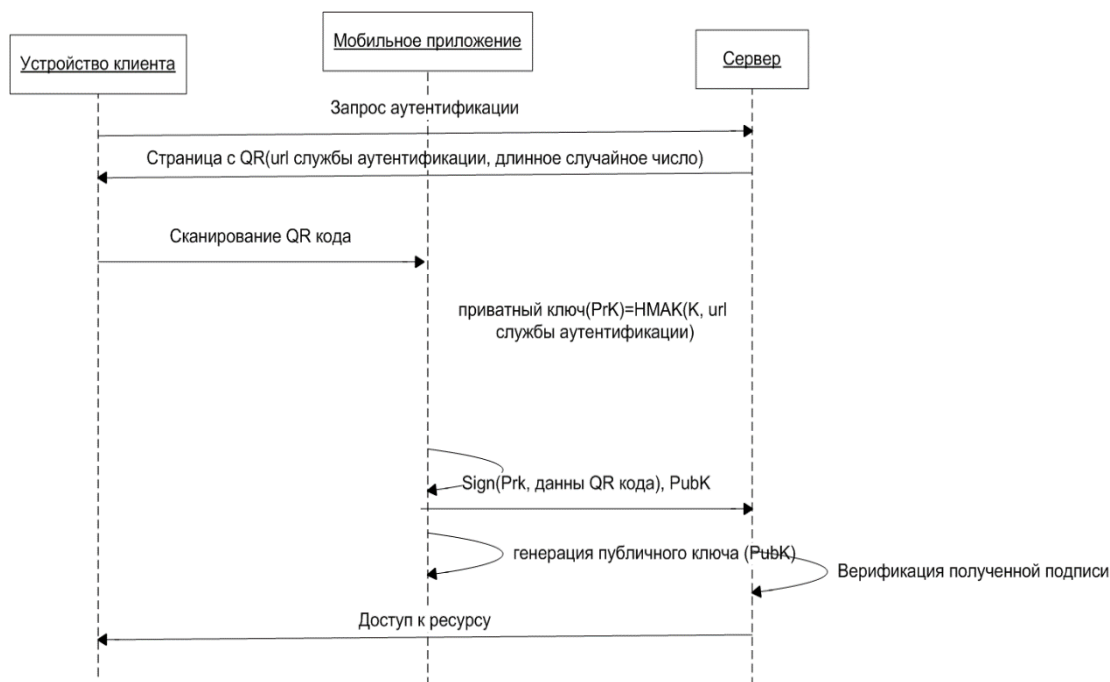 Устройство клиента
Мобильное приложение
Сервер
Запрос аутентификации
Страница с QR(url службы аутентификации, длинное случайное число)
Сканирование QR кода
приватный ключ(PrK)=HMAK(K, url
службы аутентификации)
Sign(Prk, данны QR кода), PubK
генерация публичного ключа (PubK)
Верификация полученной подписи
Доступ к ресурсу